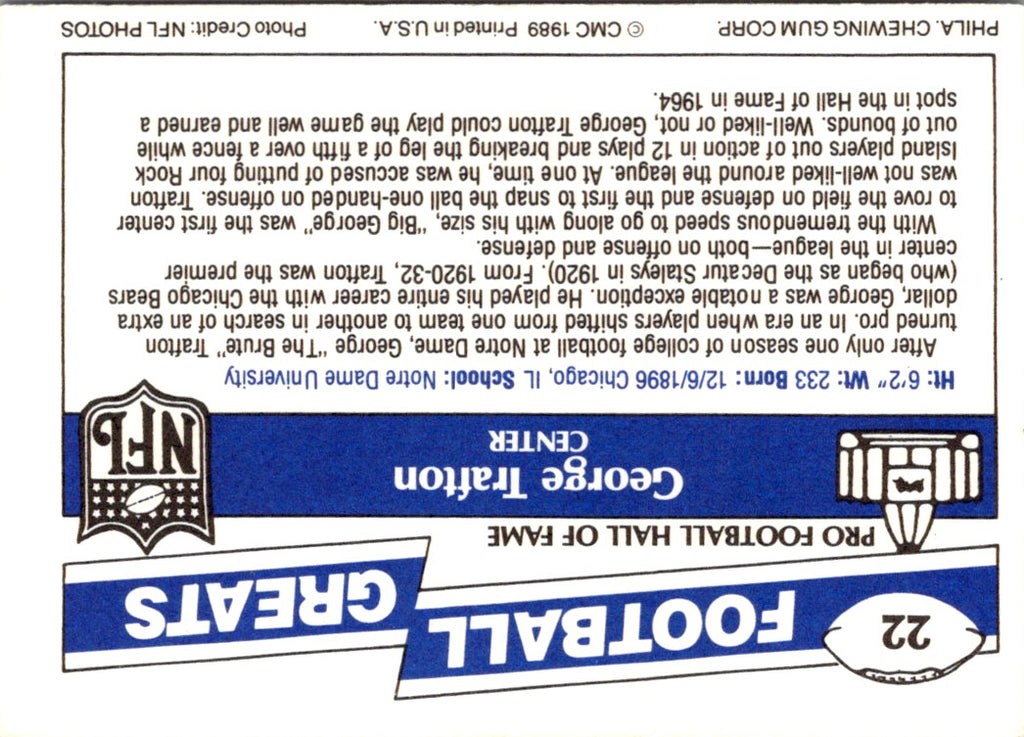 22
FOOTBALL
GREATS
PRO FOOTBALL HALL OF FAME
George Trafton
CENTER
NFL
Ht: 6'2" Wt: 233 Born: 12/6/1896 Chicago, IL School: Notre Dame University
After only one season of college football at Notre Dame, George "The Brute" Trafton
turned pro. In an era when players shifted from one team to another in search of an extra
dollar, George was a notable exception. He played his entire career with the Chicago Bears
(who began as the Decatur Staleys in 1920). From 1920-32, Trafton was the premier
center in the league—both on offense and defense.
With the tremendous speed to go along with his size, "Big George" was the first center
to rove the field on defense and the first to snap the ball one-handed on offense. Trafton
was not well-liked around the league. At one time, he was accused of putting four Rock
Island players out of action in 12 plays and breaking the leg of a fifth over a fence while
out of bounds. Well-liked or not, George Trafton could play the game well and earned a
spot in the Hall of Fame in 1964.
PHILA. CHEWING GUM CORP. © CMC 1989 Printed in U.S.A. Photo Credit: NFL PHOTOS